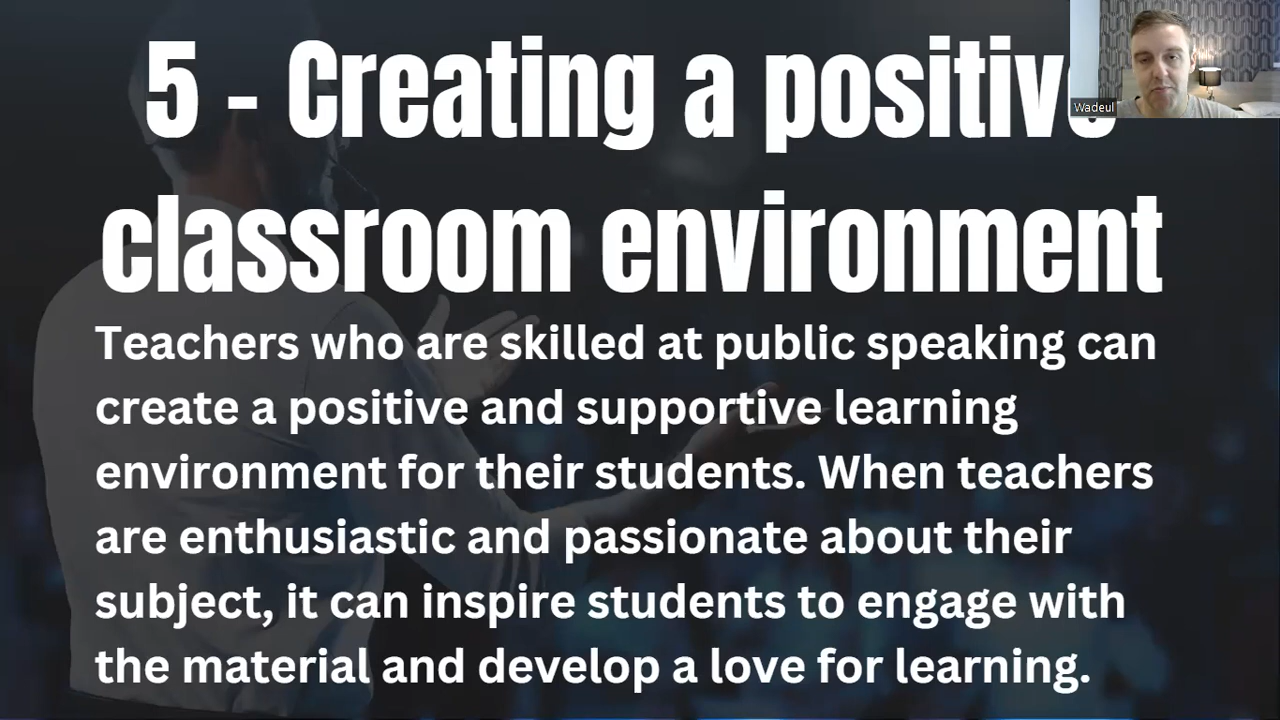 5 - Creating a positive
classroom environment
Teachers who are skilled at public speaking can
create a positive and supportive learning
environment for their students. When teachers
are enthusiastic and passionate about their
subject, it can inspire students to engage with
the material and develop a love for learning.
Wadeul